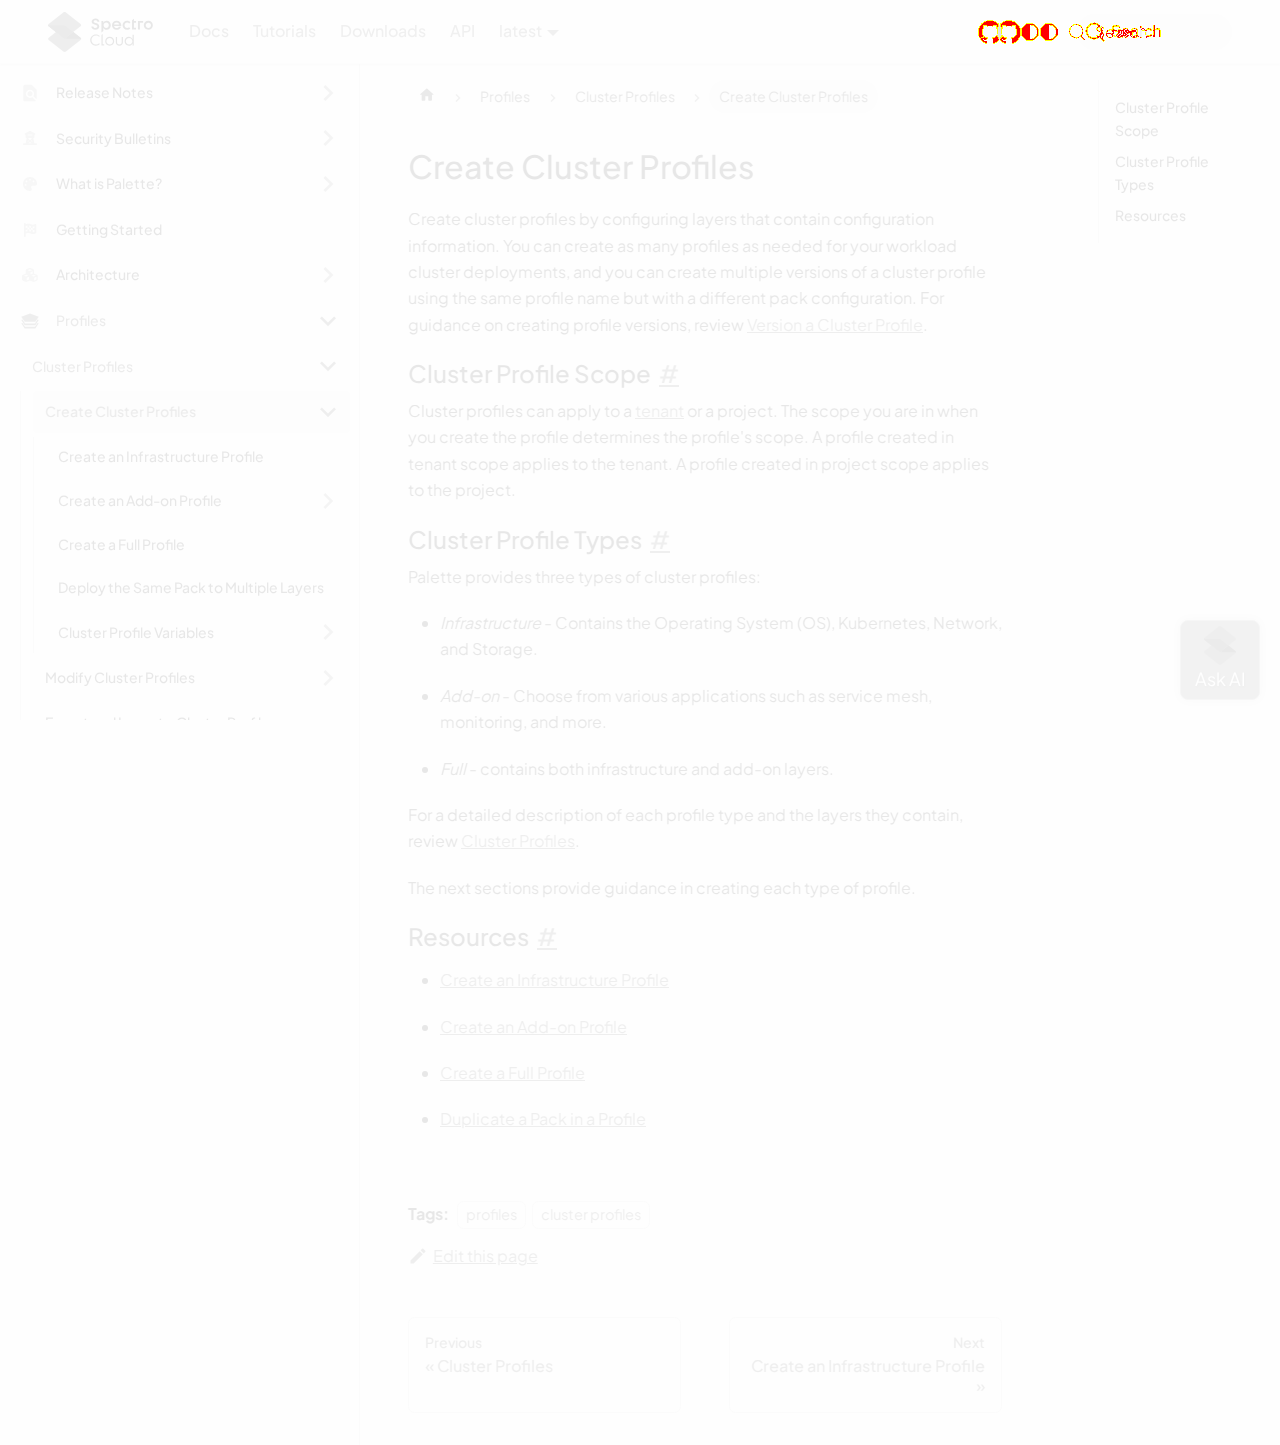 Spectro
Cloud
Docs
Tutorials
Downloads
API
latest
Search
Release Notes
Security Bulletins
What is Palette?
Getting Started
Architecture
Profiles
Cluster Profiles
Create Cluster Profiles
Create an Infrastructure Profile
Create an Add-on Profile
Create a Full Profile
Deploy the Same Pack to Multiple Layers
Cluster Profile Variables
Modify Cluster Profiles
Profiles
Cluster Profiles
Create Cluster Profiles
Create Cluster Profiles
Create cluster profiles by configuring layers that contain configuration
information. You can create as many profiles as needed for your workload
cluster deployments, and you can create multiple versions of a cluster profile
using the same profile name but with a different pack configuration. For
guidance on creating profile versions, review Version a Cluster Profile.
Cluster Profile Scope #
Cluster profiles can apply to a tenant or a project. The scope you are in when
you create the profile determines the profile's scope. A profile created in
tenant scope applies to the tenant. A profile created in project scope applies
to the project.
Cluster Profile Types #
Palette provides three types of cluster profiles:
Infrastructure - Contains the Operating System (OS), Kubernetes, Network,
and Storage.
Add-on - Choose from various applications such as service mesh,
monitoring, and more.
Full - contains both infrastructure and add-on layers.
For a detailed description of each profile type and the layers they contain,
review Cluster Profiles.
The next sections provide guidance in creating each type of profile.
Resources #
Create an Infrastructure Profile
Create an Add-on Profile
Create a Full Profile
Duplicate a Pack in a Profile
Tags: profiles cluster profiles
Edit this page
Previous
« Cluster Profiles
Next
Create an Infrastructure Profile
»
Cluster Profile
Scope
Cluster Profile
Types
Resources
Ask AI